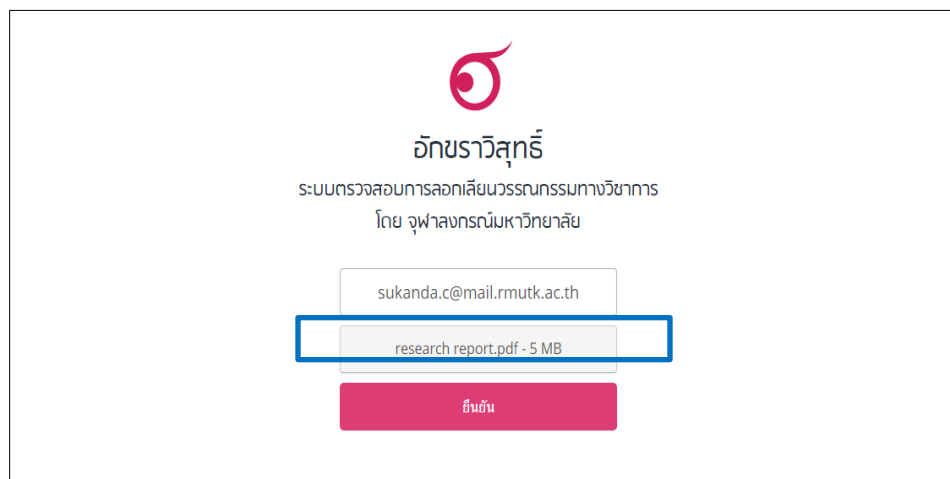 อักขราวิสุทธิ์
ระบบตรวจสอบการลอกเลียนวรรณกรรมทางวิชาการ
โดย จุฬาลงกรณ์มหาวิทยาลัย
sukanda.c@mail.rmutk.ac.th
research report.pdf - 5 MB
ยืนยัน